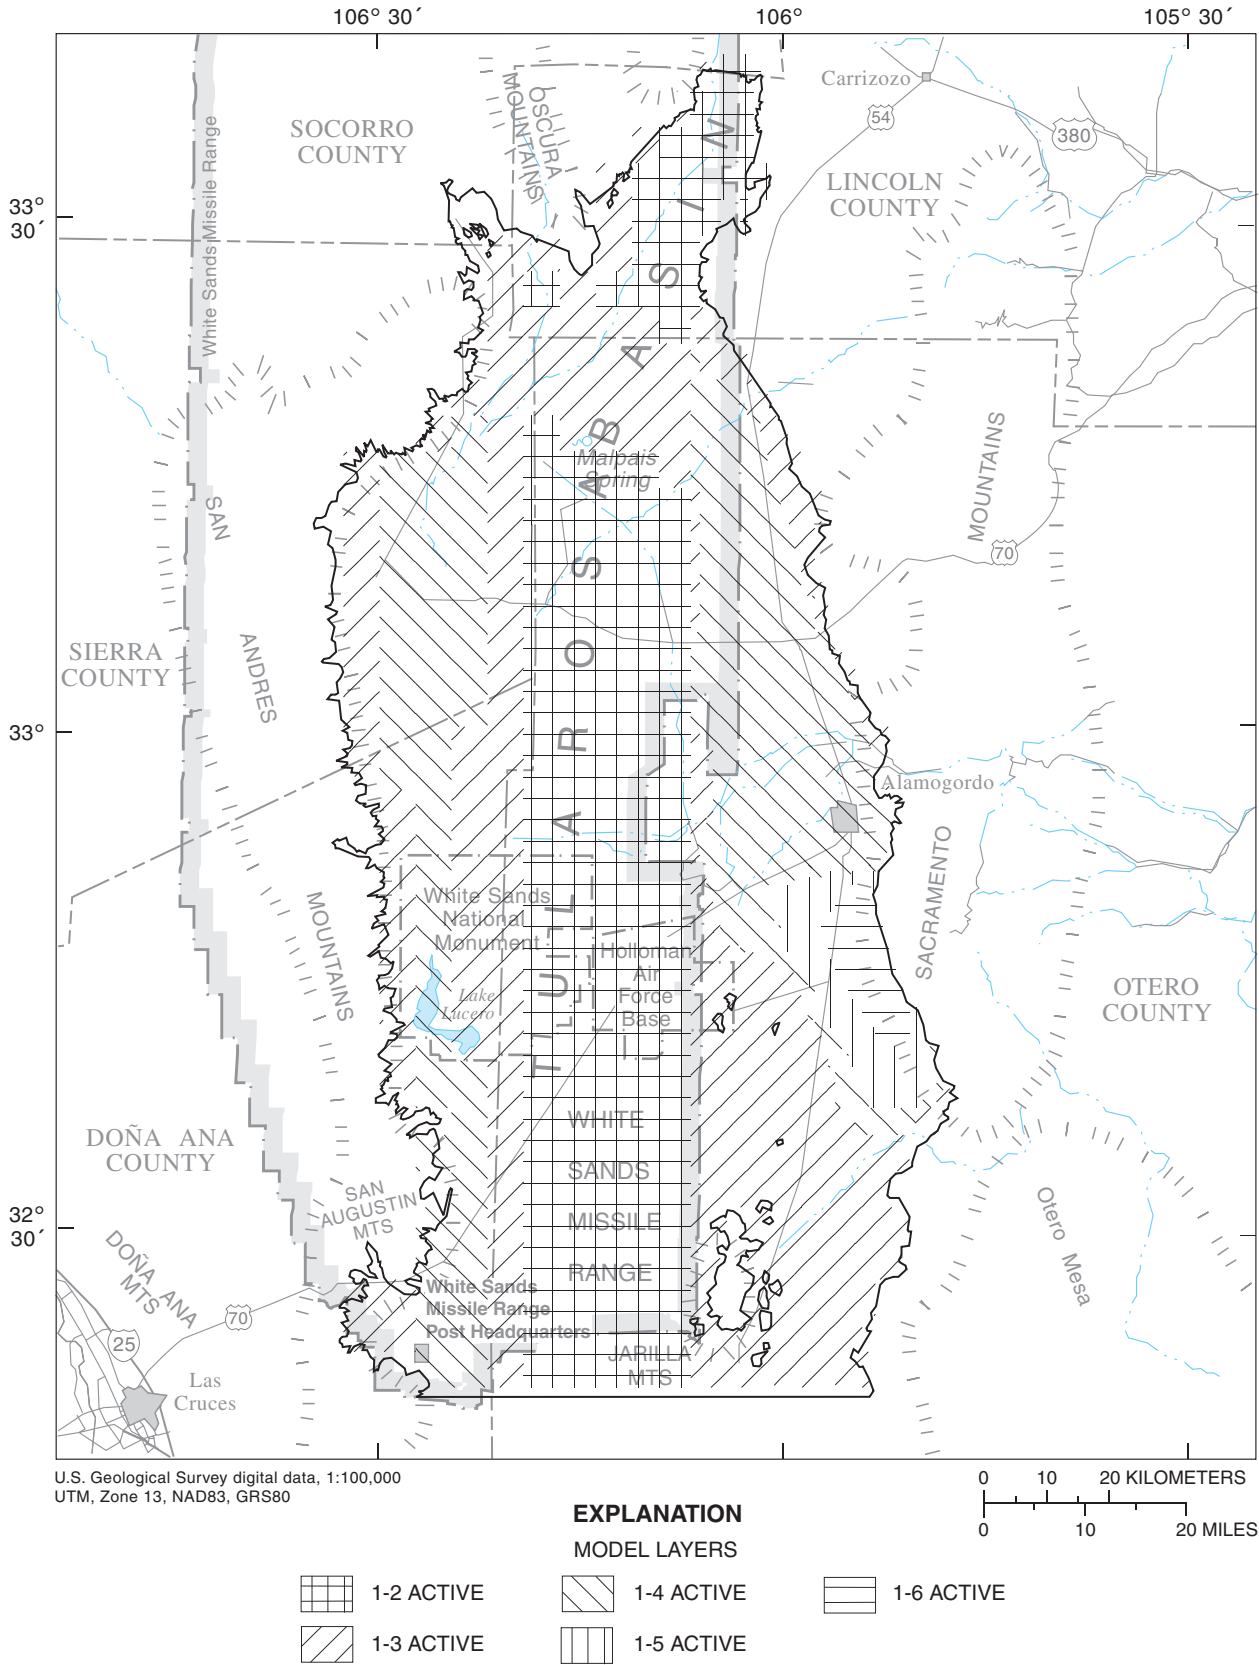 106° 30´
106°
105° 30´
33°
30´
33°
32°
30´
Carrizozo
54
380
SOCORRO
COUNTY
OSCURA
MOUNTAINS
LINCOLN
COUNTY
White Sands Missile Range
TULAROSA BASIN
Malpais
Spring
MOUNTAINS
70
SAN
ANDRES
MOUNTAINS
SIERRA
COUNTY
Alamogordo
SACRAMENTO
White Sands
National
Monument
Holloman
Air
Force
Base
Lake
Lucero
OTERO
COUNTY
DOÑA ANA
COUNTY
WHITE
SANDS
MISSILE
RANGE
SAN
AUGUSTIN
MTS
Otero Mesa
DOÑA ANA
MTS
70
25
White Sands
Missile Range
Post Headquarters
JARILLA
MTS
Las
Cruces
U.S. Geological Survey digital data, 1:100,000
UTM, Zone 13, NAD83, GRS80
0 10 20 KILOMETERS
0 10 20 MILES
EXPLANATION
MODEL LAYERS
1-2 ACTIVE
1-4 ACTIVE
1-6 ACTIVE
1-3 ACTIVE
1-5 ACTIVE